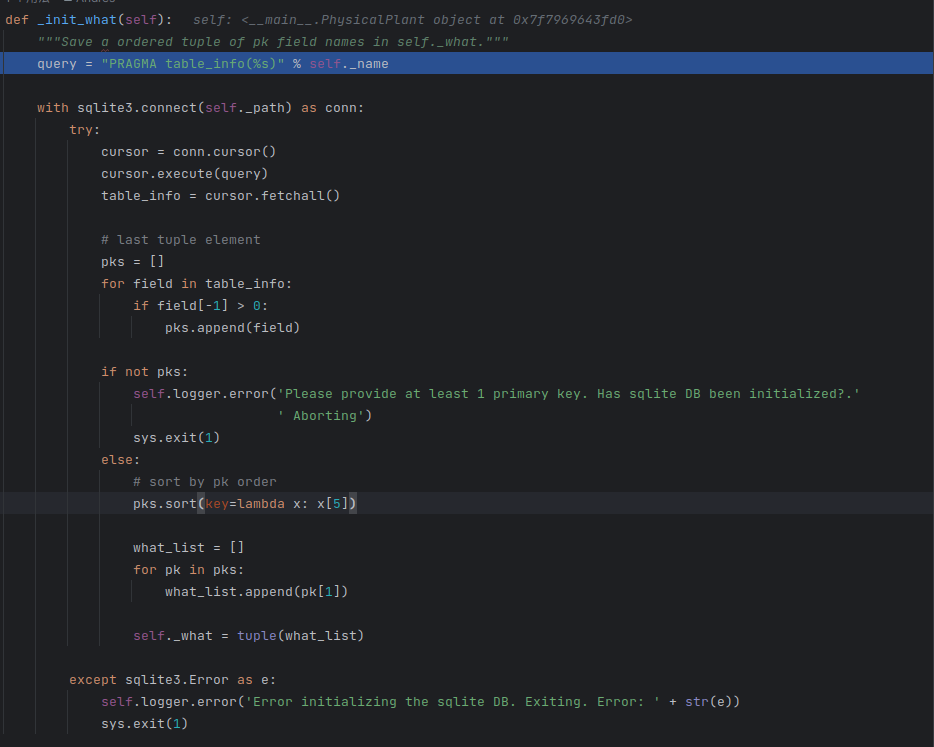 def _init_what(self):   self: <__main__.PhysicalPlant object at 0x7f7969643fd0>
    """Save a ordered tuple of pk field names in self._what."""
    query = "PRAGMA table_info(%s)" % self._name
    with sqlite3.connect(self._path) as conn:
        try:
            cursor = conn.cursor()
            cursor.execute(query)
            table_info = cursor.fetchall()
            # last tuple element
            pks = []
            for field in table_info:
                if field[-1] > 0:
                    pks.append(field)
            if not pks:
                self.logger.error('Please provide at least 1 primary key. Has sqlite DB been initialized?.'
                                  ' Aborting')
                sys.exit(1)
            else:
                # sort by pk order
                pks.sort(key=lambda x: x[5])
                what_list = []
                for pk in pks:
                    what_list.append(pk[1])
                self._what = tuple(what_list)
        except sqlite3.Error as e:
            self.logger.error('Error initializing the sqlite DB. Exiting. Error: ' + str(e))
            sys.exit(1)